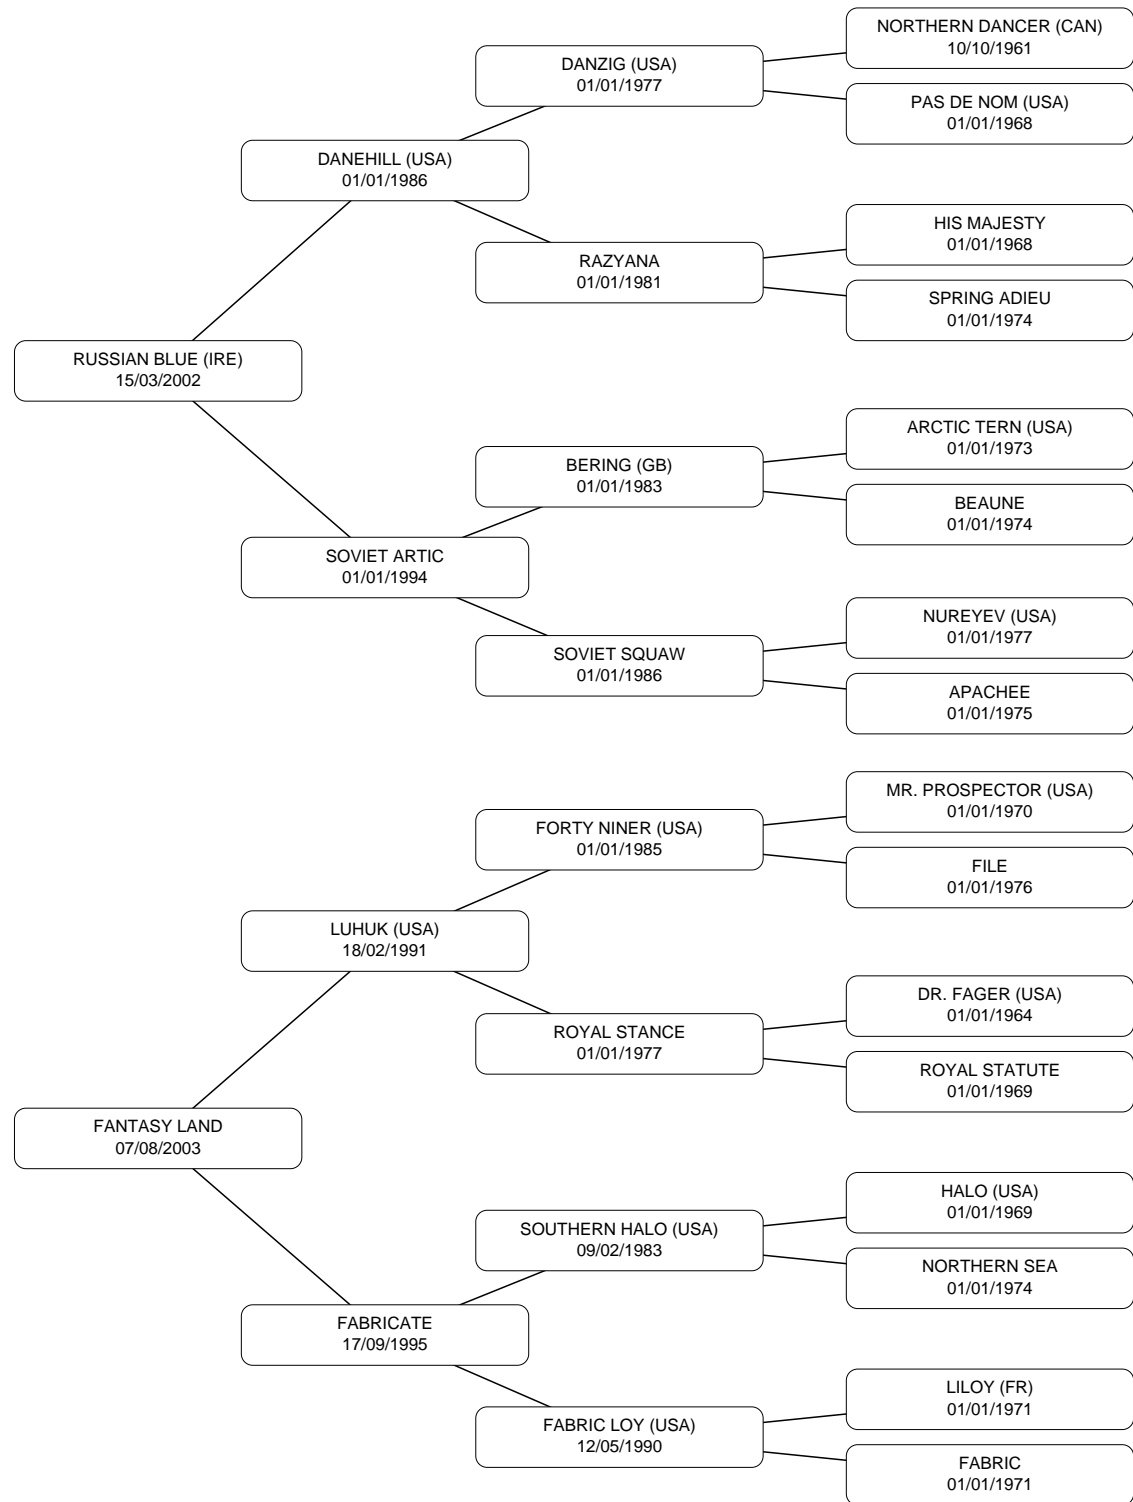 NORTHERN DANCER (CAN)
10/10/1961
DANZIG (USA)
01/01/1977
PAS DE NOM (USA)
01/01/1968
DANEHILL (USA)
01/01/1986
HIS MAJESTY
01/01/1968
RAZYANA
01/01/1981
SPRING ADIEU
01/01/1974
RUSSIAN BLUE (IRE)
15/03/2002
ARCTIC TERN (USA)
01/01/1973
BERING (GB)
01/01/1983
BEAUNE
01/01/1974
SOVIET ARTIC
01/01/1994
NUREYEV (USA)
01/01/1977
SOVIET SQUAW
01/01/1986
APACHEE
01/01/1975
MR. PROSPECTOR (USA)
01/01/1970
FORTY NINER (USA)
01/01/1985
FILE
01/01/1976
LUHUK (USA)
18/02/1991
DR. FAGER (USA)
01/01/1964
ROYAL STANCE
01/01/1977
ROYAL STATUTE
01/01/1969
FANTASY LAND
07/08/2003
HALO (USA)
01/01/1969
SOUTHERN HALO (USA)
09/02/1983
NORTHERN SEA
01/01/1974
FABRICATE
17/09/1995
LILOY (FR)
01/01/1971
FABRIC LOY (USA)
12/05/1990
FABRIC
01/01/1971